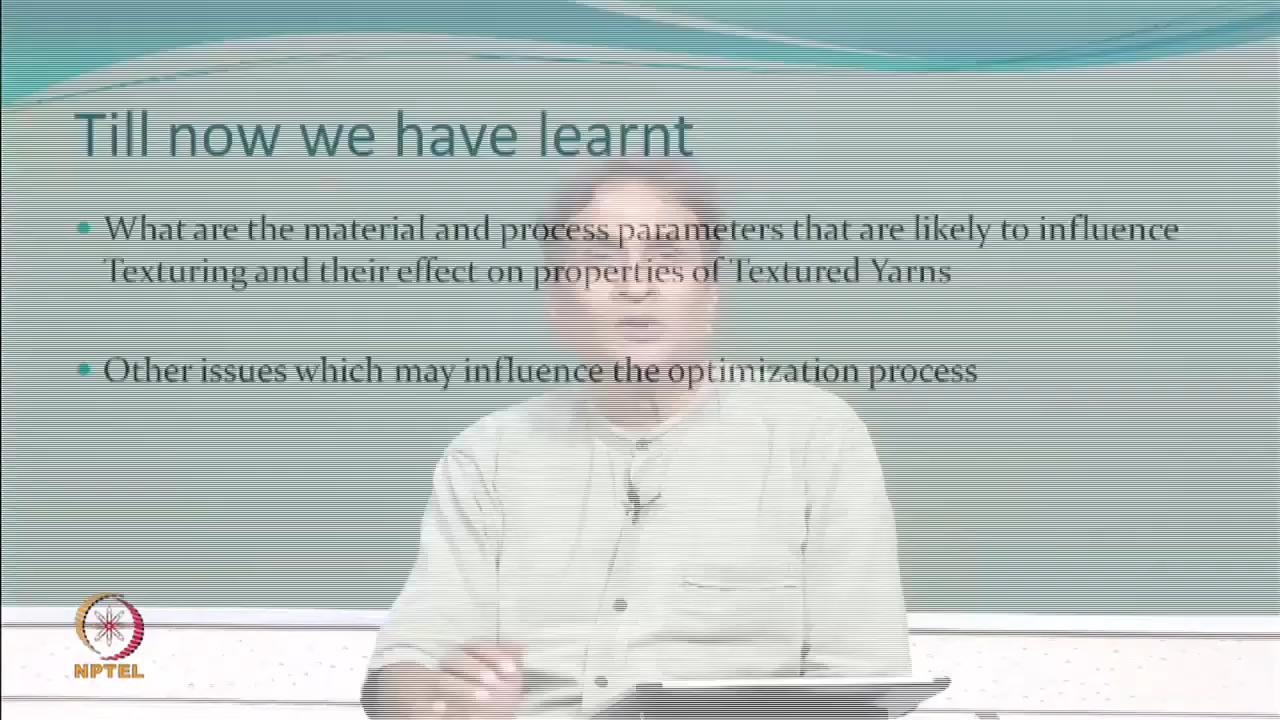 Till now we have learnt
What are the material and process parameters that are likely to influence
Texturing and their effect on properties of Textured Yarns
Other issues which may influence the optimization process
NPTEL